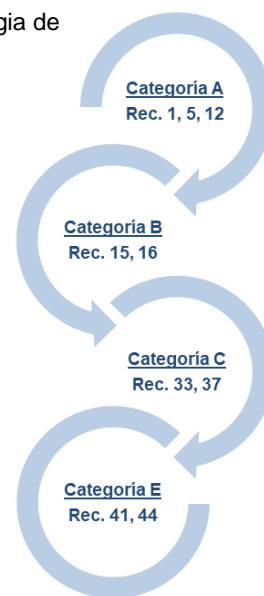 gia de
Categoría A
Rec. 1, 5, 12
Categoría B
Rec. 15, 16
Categoría C
Rec. 33, 37
Categoría E
Rec. 41, 44